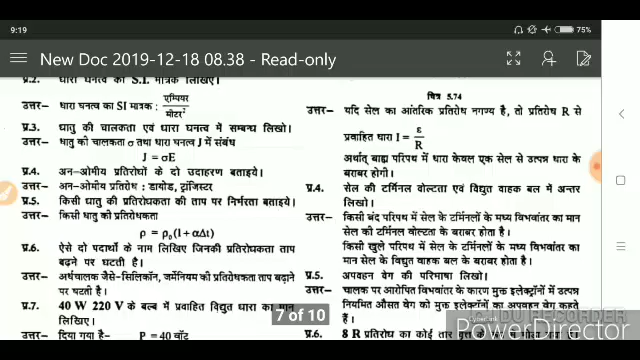 9:19
75%
New Doc 2019-12-18 08.38 - Read-only
प्र.2. धारा घनत्व का S.I. मात्रक लिखिए।
उत्तर– धारा घनत्व का SI मात्रक : एम्पियर
मीटर²
प्र.3. धातु की चालकता एवं धारा घनत्व में सम्बन्ध लिखो।
उत्तर– धातु की चालकता σ तथा धारा घनत्व J में संबंध
J = σE
प्र.4. अन-ओमीय प्रतिरोधों के दो उदाहरण बताइये।
उत्तर– अन-ओमीय प्रतिरोध : डायोड, ट्रांजिस्टर
प्र.5. किसी धातु की प्रतिरोधकता की ताप पर निर्भरता बताइये।
उत्तर– किसी धातु की प्रतिरोधकता
ρ = ρ₀ (1 + αΔt)
प्र.6. ऐसे दो पदार्थों के नाम लिखिए जिनकी प्रतिरोधकता ताप
बढ़ने पर घटती है।
उत्तर– अर्धचालक जैसे-सिलिकॉन, जर्मेनियम की प्रतिरोधकता ताप बढ़ाने
पर घटती है।
प्र.7. 40 W 220 V के बल्ब में प्रवाहित विद्युत धारा का मान
लिखिए।
उत्तर– दिया गया है– P = 40 वॉट
चित्र 5.74
उत्तर– यदि सेल का आंतरिक प्रतिरोध नगण्य है, तो प्रतिरोध R से
प्रवाहित धारा I = ε
R
अर्थात् बाह्य परिपथ में धारा केवल एक सेल से उत्पन्न धारा के
बराबर होगी।
प्र.4. सेल की टर्मिनल वोल्टता एवं विद्युत वाहक बल में अन्तर
लिखो।
उत्तर– किसी बंद परिपथ में सेल के टर्मिनलों के मध्य विभवांतर का मान
सेल की टर्मिनल वोल्टता के बराबर होता है।
किसी खुले परिपथ में सेल के टर्मिनलों के मध्य विभवांतर का
मान सेल के विद्युत वाहक बल के बराबर होता है।
प्र.5. अपवहन वेग की परिभाषा लिखो।
उत्तर– चालक पर आरोपित विभवांतर के कारण मुक्त इलेक्ट्रॉनों में उत्पन्न
नियमित औसत वेग को मुक्त इलेक्ट्रॉनों का अपवहन वेग कहते
हैं।
प्र.6. 8 R प्रतिरोध का कोई तार वृत्त के
7 of 10
CyberLink
PowerDirector